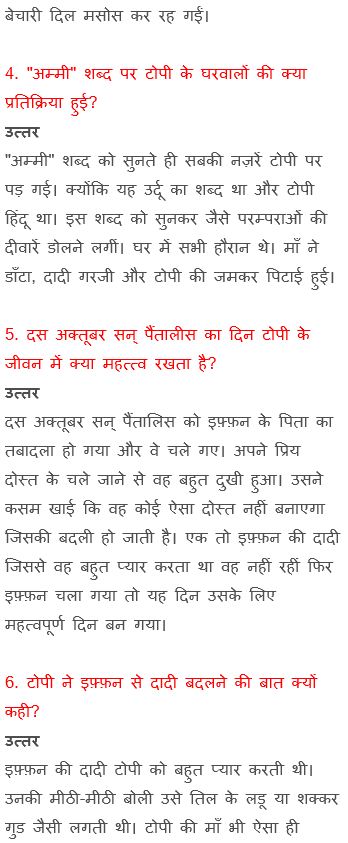 बेचारी दिल मसोस कर रह गईं।
4. "अम्मी" शब्द पर टोपी के घरवालों की क्या
प्रतिक्रिया हुई?
उत्तर
"अम्मी" शब्द को सुनते ही सबकी नज़रें टोपी पर
पड़ गई। क्योंकि यह उर्दू का शब्द था और टोपी
हिंदू था। इस शब्द को सुनकर जैसे परम्पराओं की
दीवारें डोलने लगीं। घर में सभी हौरान थे। माँ ने
डाँटा, दादी गरजी और टोपी की जमकर पिटाई हुई।
5. दस अक्तूबर सन् पैंतालीस का दिन टोपी के
जीवन में क्या महत्त्व रखता है?
उत्तर
दस अक्तूबर सन् पैंतालिस को इफ़्फ़न के पिता का
तबादला हो गया और वे चले गए। अपने प्रिय
दोस्त के चले जाने से वह बहुत दुखी हुआ। उसने
कसम खाई कि वह कोई ऐसा दोस्त नहीं बनाएगा
जिसकी बदली हो जाती है। एक तो इफ़्फ़न की दादी
जिससे वह बहुत प्यार करता था वह नहीं रहीं फिर
इफ़्फ़न चला गया तो यह दिन उसके लिए
महत्वपूर्ण दिन बन गया।
6. टोपी ने इफ़्फ़न से दादी बदलने की बात क्यों
कही?
उत्तर
इफ़्फ़न की दादी टोपी को बहुत प्यार करती थी।
उनकी मीठी-मीठी बोली उसे तिल के लडू या शक्कर
गुड जैसी लगती थी। टोपी की माँ भी ऐसा ही